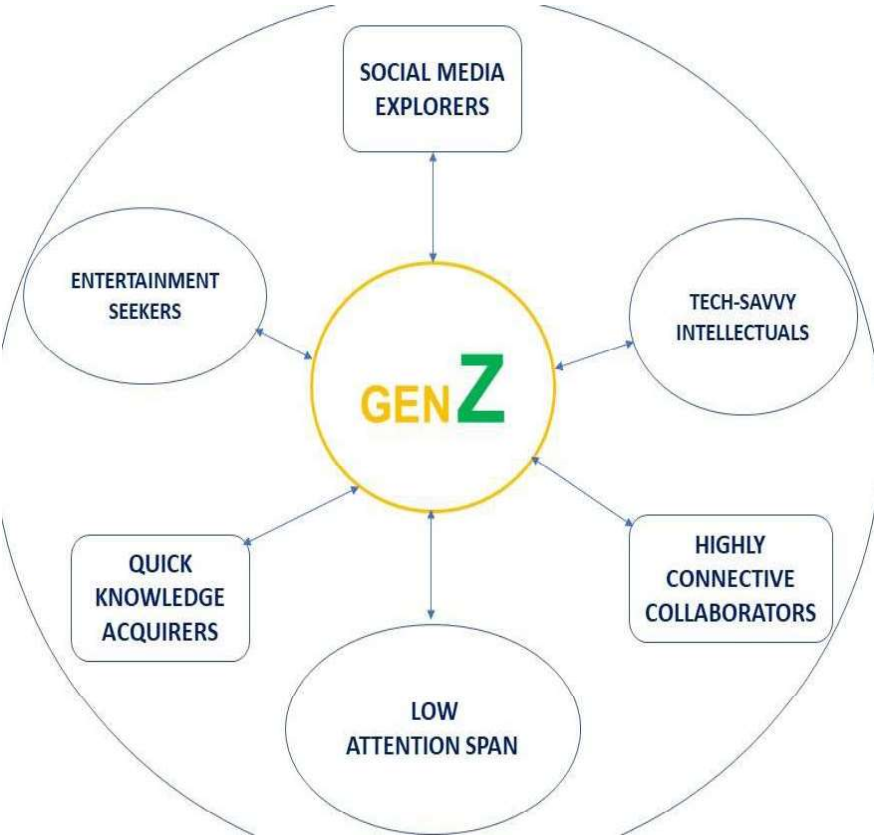 SOCIAL MEDIA
EXPLORERS
ENTERTAINMENT
SEEKERS
TECH-SAVVY
INTELLECTUALS
GEN Z
QUICK
KNOWLEDGE
ACQUIRERS
HIGHLY
CONNECTIVE
COLLABORATORS
LOW
ATTENTION SPAN